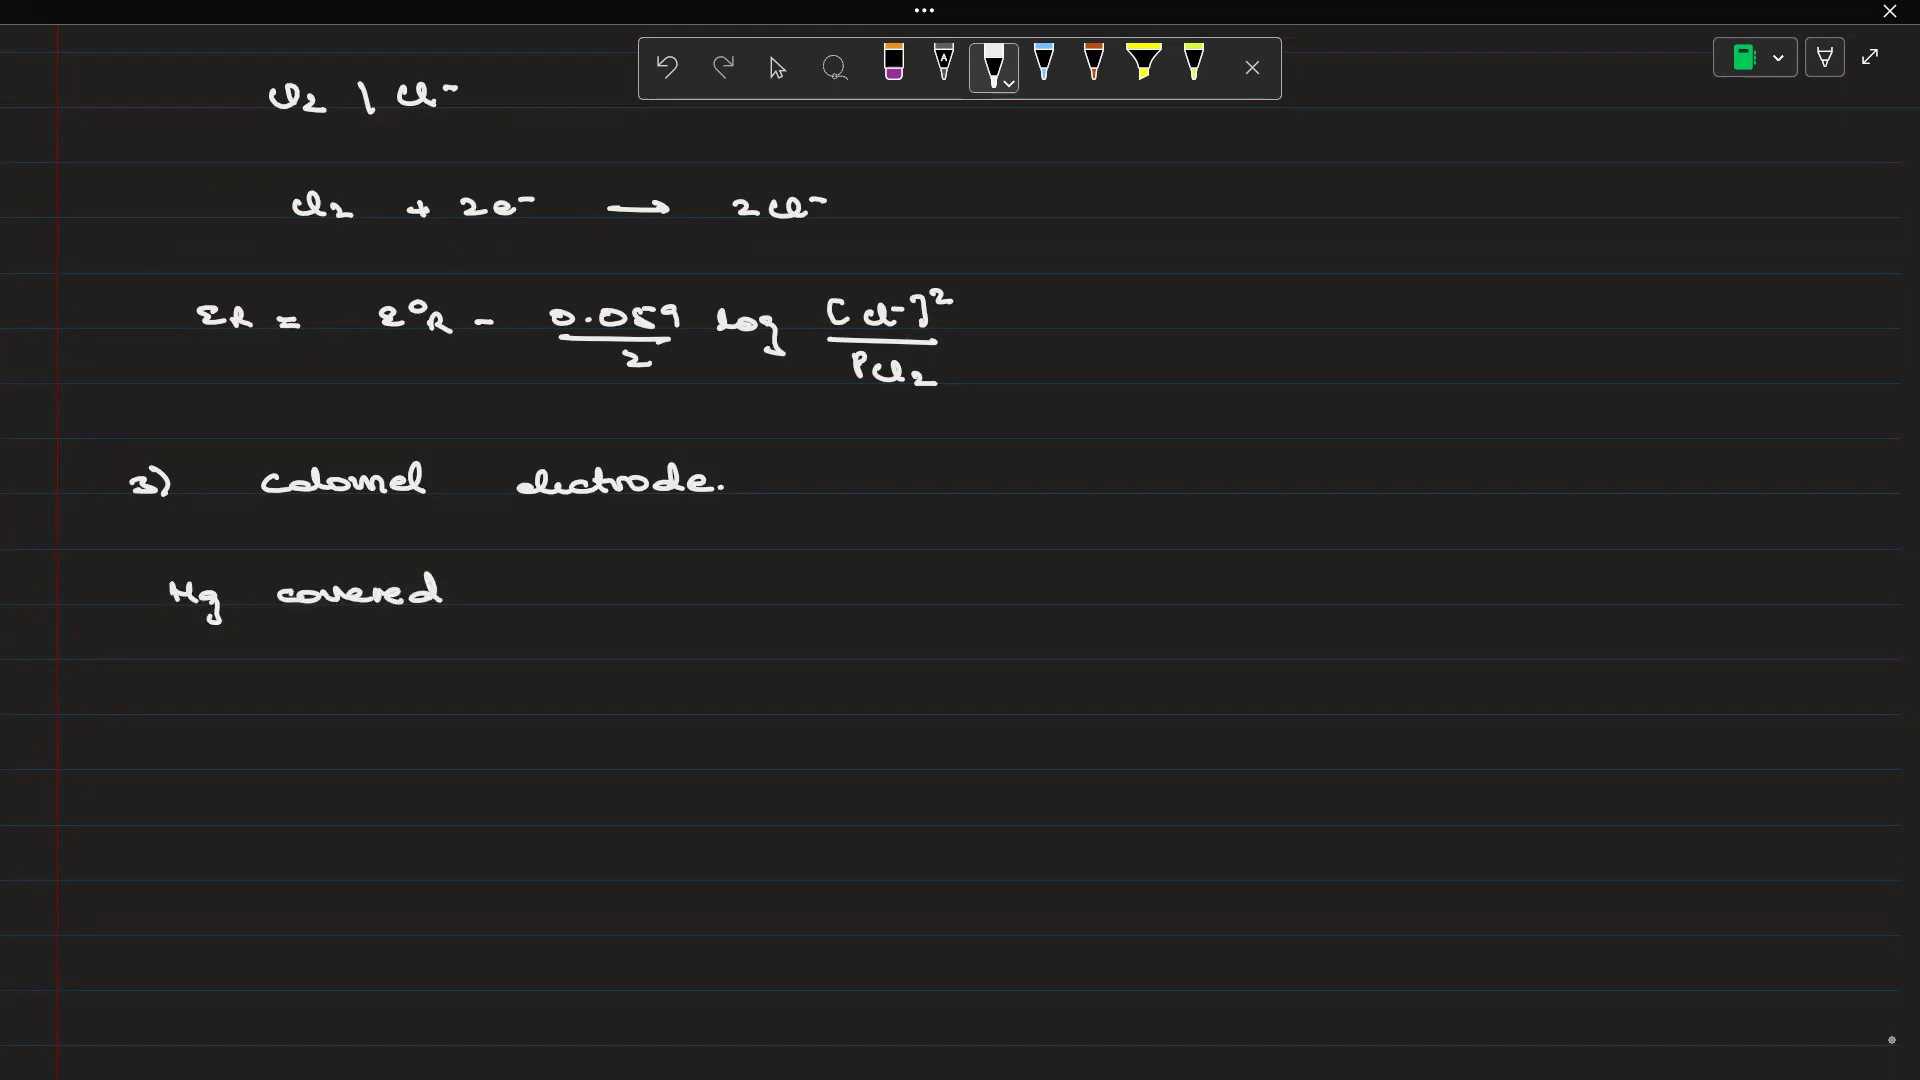 Cl2 | Cl-
Cl2 + 2e- → 2Cl-
ER = E°R - 0.059/2 log [Cl-]²/PCl2
3) Calomel electrode.
Hg covered